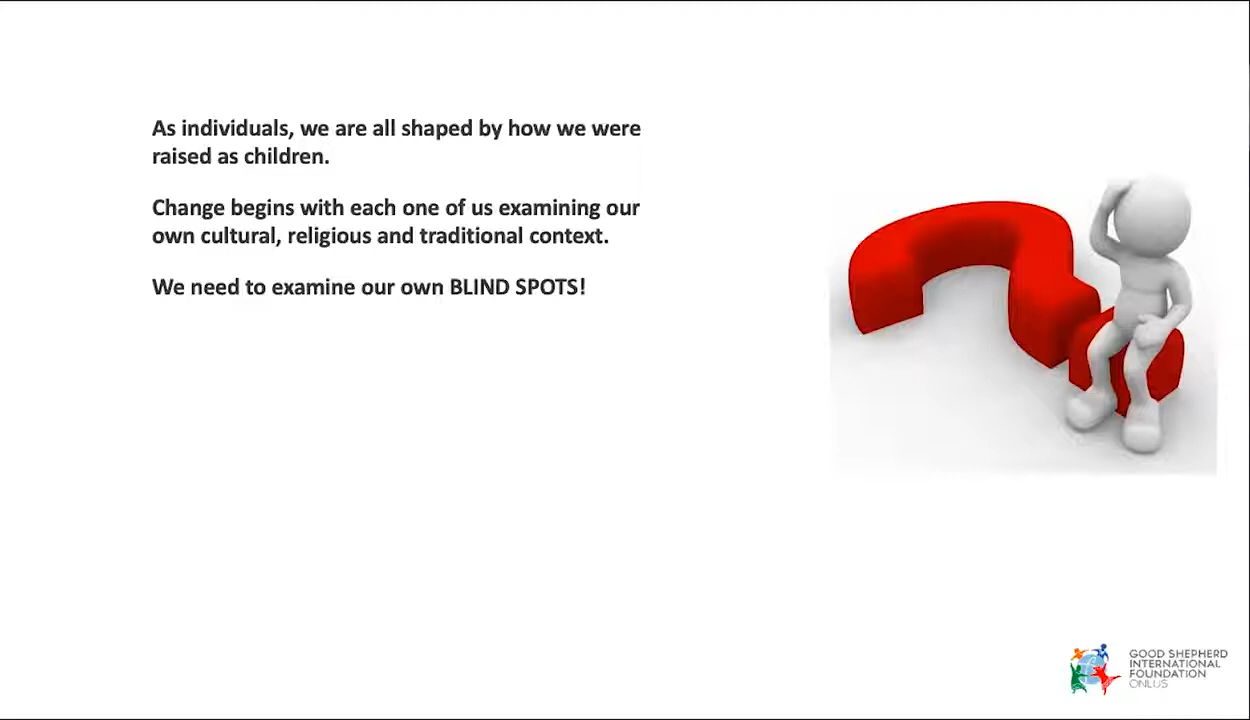 As individuals, we are all shaped by how we were
raised as children.
Change begins with each one of us examining our
own cultural, religious and traditional context.
We need to examine our own BLIND SPOTS!
GOOD SHEPHERD
INTERNATIONAL
FOUNDATION
ONLUS